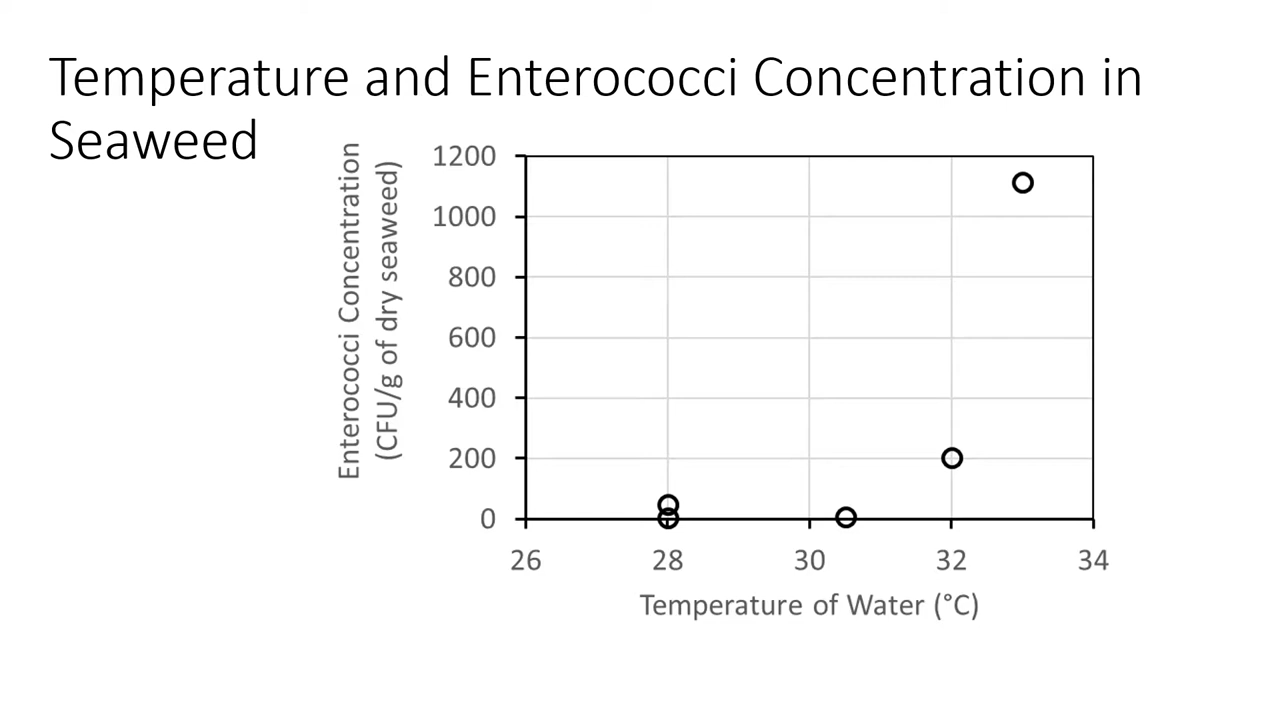 Temperature and Enterococci Concentration in
Seaweed
Enterococci Concentration
(CFU/g of dry seaweed)
1200
1000
800
600
400
200
0
26 28 30 32 34
Temperature of Water (°C)